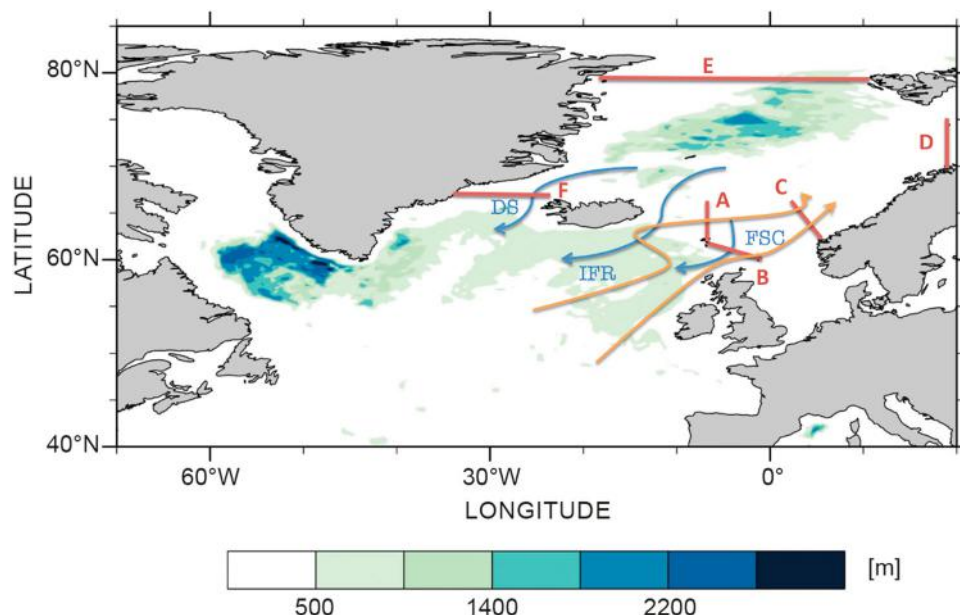 80°N
60°N
40°N
LATITUDE
60°W
30°W
0°
LONGITUDE
E
D
F
DS
A
C
FSC
IFR
B
[m]
500
1400
2200